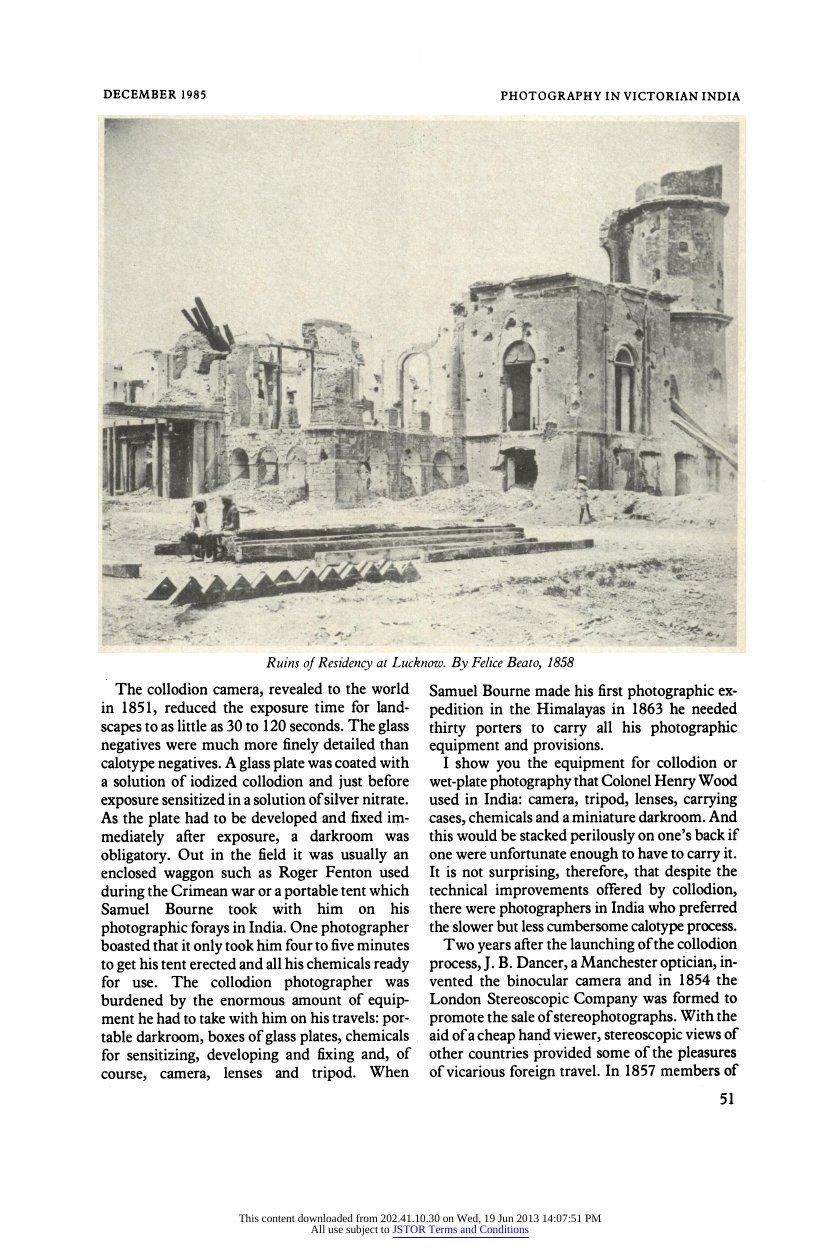 DECEMBER 1985
PHOTOGRAPHY IN VICTORIAN INDIA
Ruins of Residency at Lucknow. By Felice Beato, 1858
The collodion camera, revealed to the world
in 1851, reduced the exposure time for land-
scapes to as little as 30 to 120 seconds. The glass
negatives were much more finely detailed than
calotype negatives. A glass plate was coated with
a solution of iodized collodion and just before
exposure sensitized in a solution of silver nitrate.
As the plate had to be developed and fixed im-
mediately after exposure, a darkroom was
obligatory. Out in the field it was usually an
enclosed waggon such as Roger Fenton used
during the Crimean war or a portable tent which
Samuel Bourne took with him on his
photographic forays in India. One photographer
boasted that it only took him four to five minutes
to get his tent erected and all his chemicals ready
for use. The collodion photographer was
burdened by the enormous amount of equip-
ment he had to take with him on his travels: por-
table darkroom, boxes of glass plates, chemicals
for sensitizing, developing and fixing and, of
course, camera, lenses and tripod. When
Samuel Bourne made his first photographic ex-
pedition in the Himalayas in 1863 he needed
thirty porters to carry all his photographic
equipment and provisions.
I show you the equipment for collodion or
wet-plate photography that Colonel Henry Wood
used in India: camera, tripod, lenses, carrying
cases, chemicals and a miniature darkroom. And
this would be stacked perilously on one's back if
one were unfortunate enough to have to carry it.
It is not surprising, therefore, that despite the
technical improvements offered by collodion,
there were photographers in India who preferred
the slower but less cumbersome calotype process.
Two years after the launching of the collodion
process, J. B. Dancer, a Manchester optician, in-
vented the binocular camera and in 1854 the
London Stereoscopic Company was formed to
promote the sale of stereophotographs. With the
aid of a cheap hand viewer, stereoscopic views of
other countries provided some of the pleasures
of vicarious foreign travel. In 1857 members of
51
This content downloaded from 202.41.10.30 on Wed, 19 Jun 2013 14:07:51 PM
All use subject to JSTOR Terms and Conditions